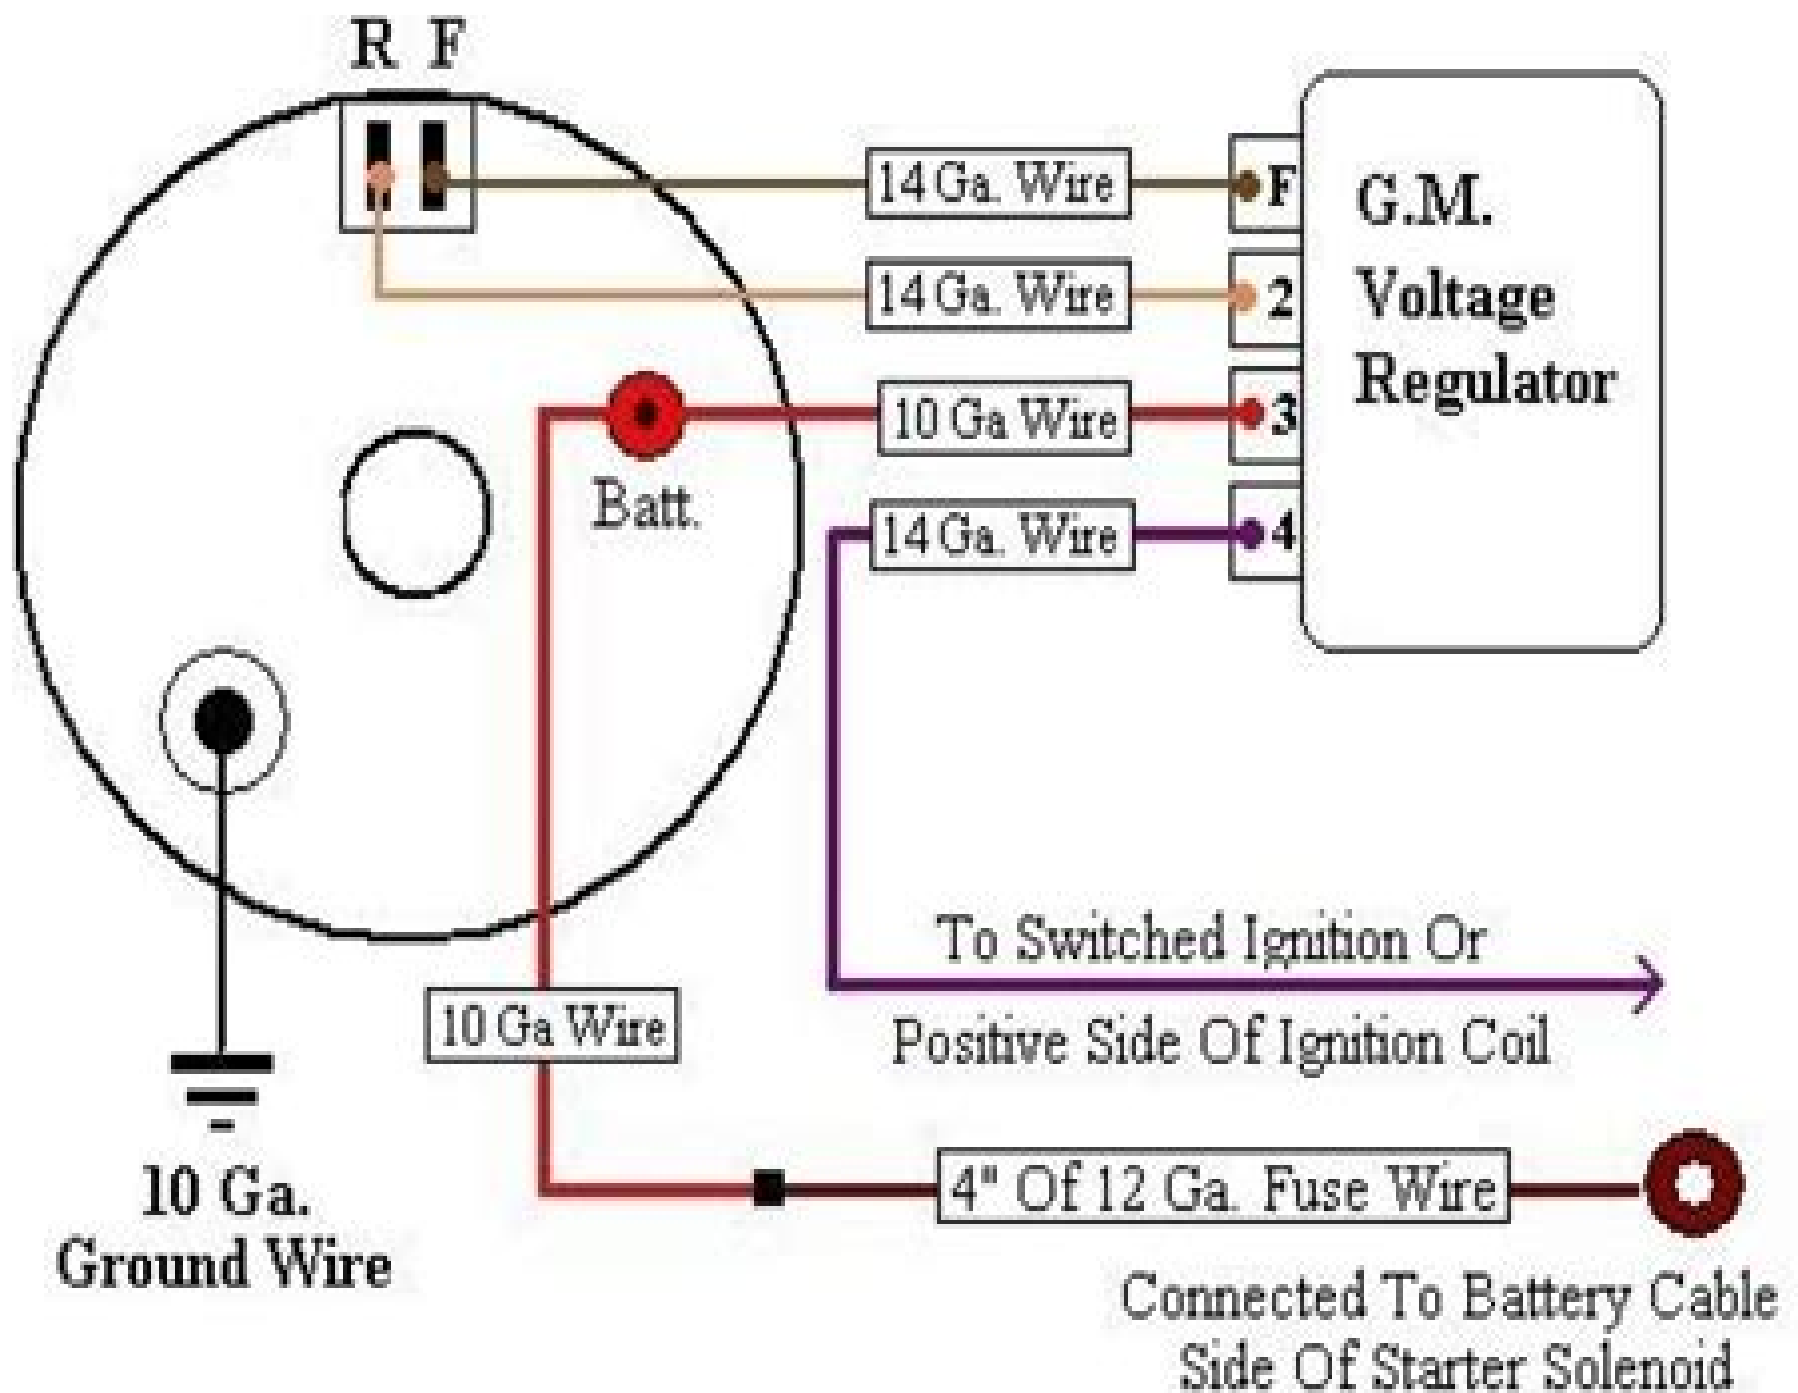 R F
14 Ga. Wire
F
14 Ga. Wire
2
10 Ga Wire
3
14 Ga. Wire
4
G.M.
Voltage
Regulator
Batt.
To Switched Ignition Or
Positive Side Of Ignition Coil
10 Ga Wire
4" Of 12 Ga. Fuse Wire
10 Ga.
Ground Wire
Connected To Battery Cable
Side Of Starter Solenoid